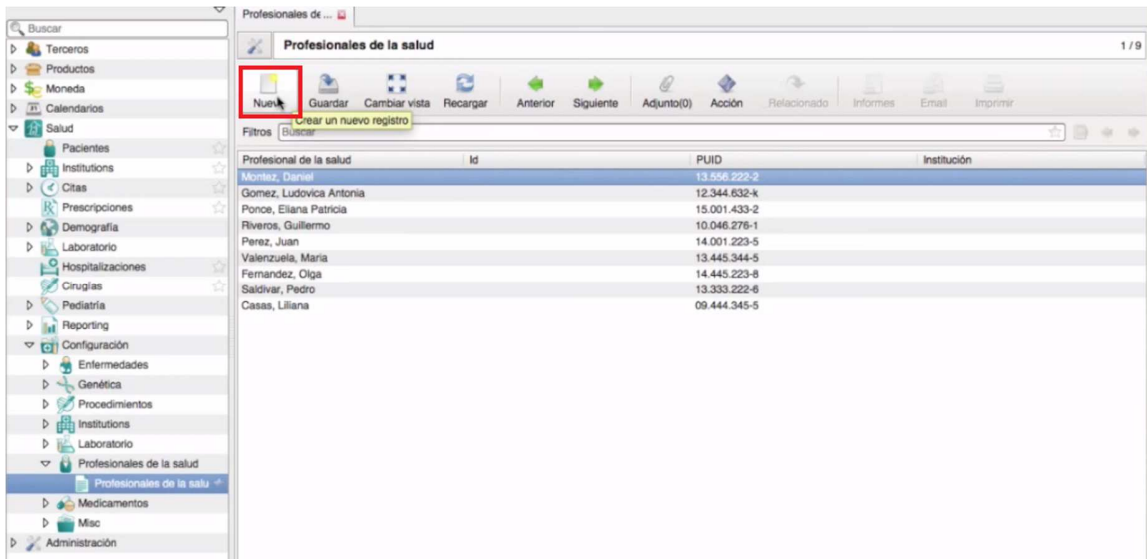 Buscar
Terceros
Productos
Moneda
Calendarios
Salud
Pacientes
Institutions
Citas
Prescripciones
Demografía
Laboratorio
Hospitalizaciones
Cirugías
Pediatría
Reporting
Configuración
Enfermedades
Genética
Procedimientos
Institutions
Laboratorio
Profesionales de la salud
Profesionales de la salu
Medicamentos
Misc
Administración
Profesionales de ...
Profesionales de la salud 1 / 9
Nuevo Guardar Cambiar vista Recargar Anterior Siguiente Adjunto(0) Acción Relacionado Informes Email Imprimir
Crear un nuevo registro
Filtros Buscar
Profesional de la salud Id PUID Institución
Montez, Daniel 13.556.222-2
Gomez, Ludovica Antonia 12.344.632-k
Ponce, Eliana Patricia 15.001.433-2
Riveros, Guillermo 10.046.276-1
Perez, Juan 14.001.223-5
Valenzuela, Maria 13.445.344-5
Fernandez, Olga 14.445.223-8
Saldivar, Pedro 13.333.222-6
Casas, Liliana 09.444.345-5